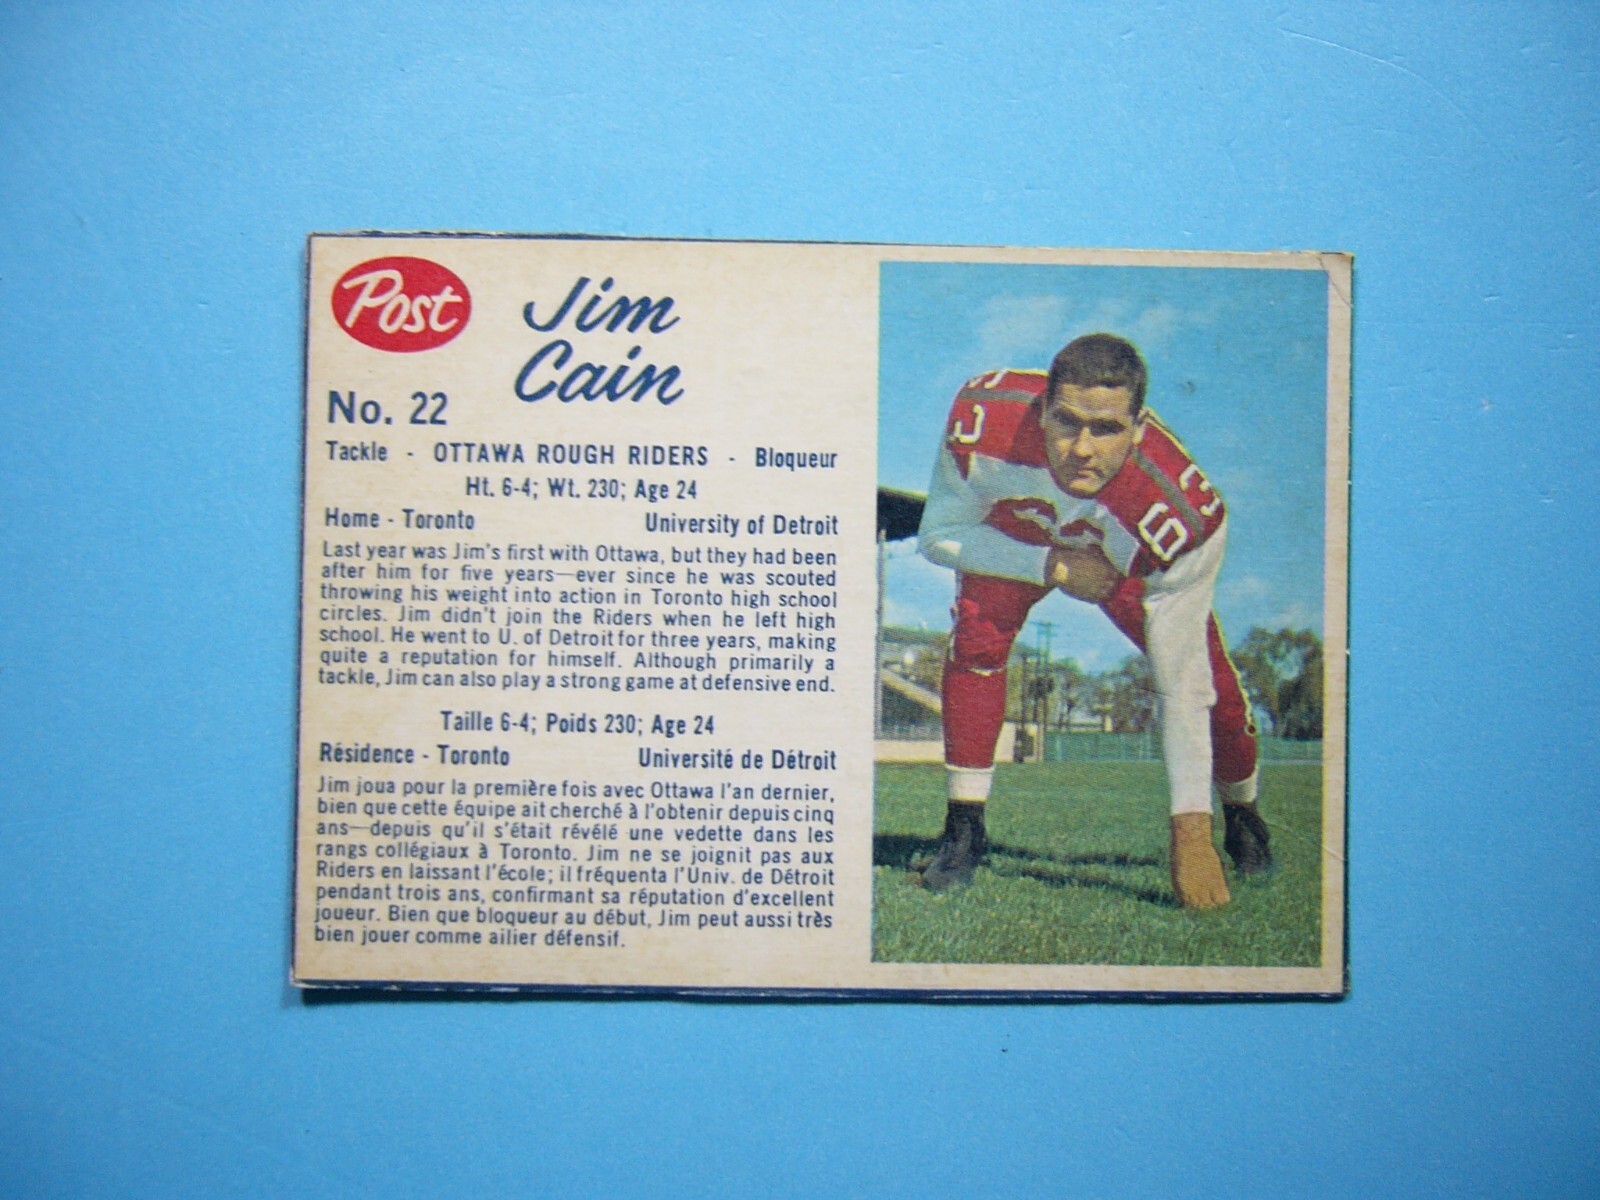 Post
Jim
Cain
No. 22
Tackle - OTTAWA ROUGH RIDERS - Bloqueur
Ht. 6-4; Wt. 230; Age 24
Home - Toronto University of Detroit
Last year was Jim's first with Ottawa, but they had been
after him for five years—ever since he was scouted
throwing his weight into action in Toronto high school
circles. Jim didn't join the Riders when he left high
school. He went to U. of Detroit for three years, making
quite a reputation for himself. Although primarily a
tackle, Jim can also play a strong game at defensive end.
Taille 6-4; Poids 230; Age 24
Résidence - Toronto Université de Détroit
Jim joua pour la première fois avec Ottawa l'an dernier,
bien que cette équipe ait cherché à l'obtenir depuis cinq
ans—depuis qu'il s'était révélé une vedette dans les
rangs collégiaux à Toronto. Jim ne se joignit pas aux
Riders en laissant l'école; il fréquenta l'Univ. de Détroit
pendant trois ans, confirmant sa réputation d'excellent
joueur. Bien que bloqueur au début, Jim peut aussi très
bien jouer comme ailier défensif.
63